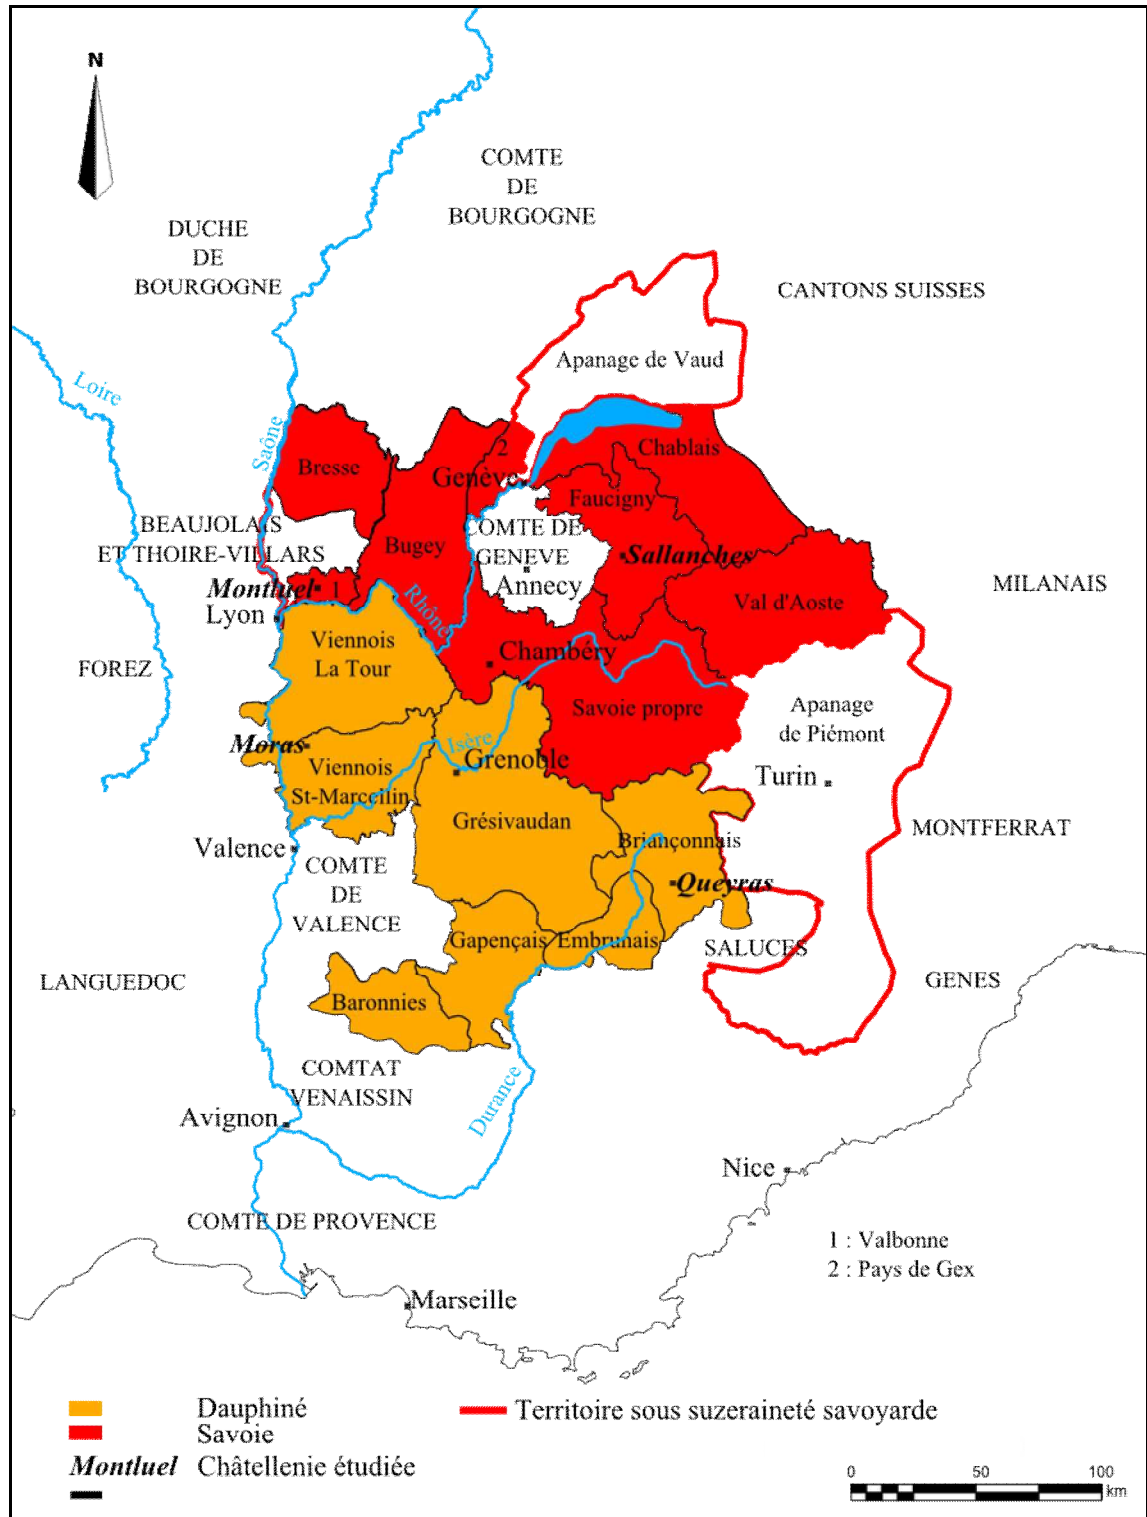 N
COMTE
DE
BOURGOGNE
DUCHE
DE
BOURGOGNE
CANTONS SUISSES
Apanage de Vaud
Loire
Saône
Bresse
2
Chablais
Genève
Faucigny
BEAUJOLAIS
ET THOIRE-VILLARS
Bugey
COMTE DE
GENEVE
Annecy
Sallanches
Montluel
1
Rhône
Val d'Aoste
MILANAIS
Lyon
Viennois
La Tour
Chambéry
FOREZ
Savoie propre
Apanage
de Piémont
Moras
Isère
Grenoble
Viennois
St-Marcellin
Turin
Grésivaudan
Briançonnais
MONTFERRAT
Valence
COMTE
DE
VALENCE
Queyras
Gapençais
Embrunais
SALUCES
LANGUEDOC
Baronnies
GENES
COMTAT
VENAISSIN
Durance
Avignon
Nice
COMTE DE PROVENCE
1 : Valbonne
2 : Pays de Gex
Marseille
Dauphiné
Territoire sous suzeraineté savoyarde
Savoie
Montluel Châtellenie étudiée
0 50 100
km